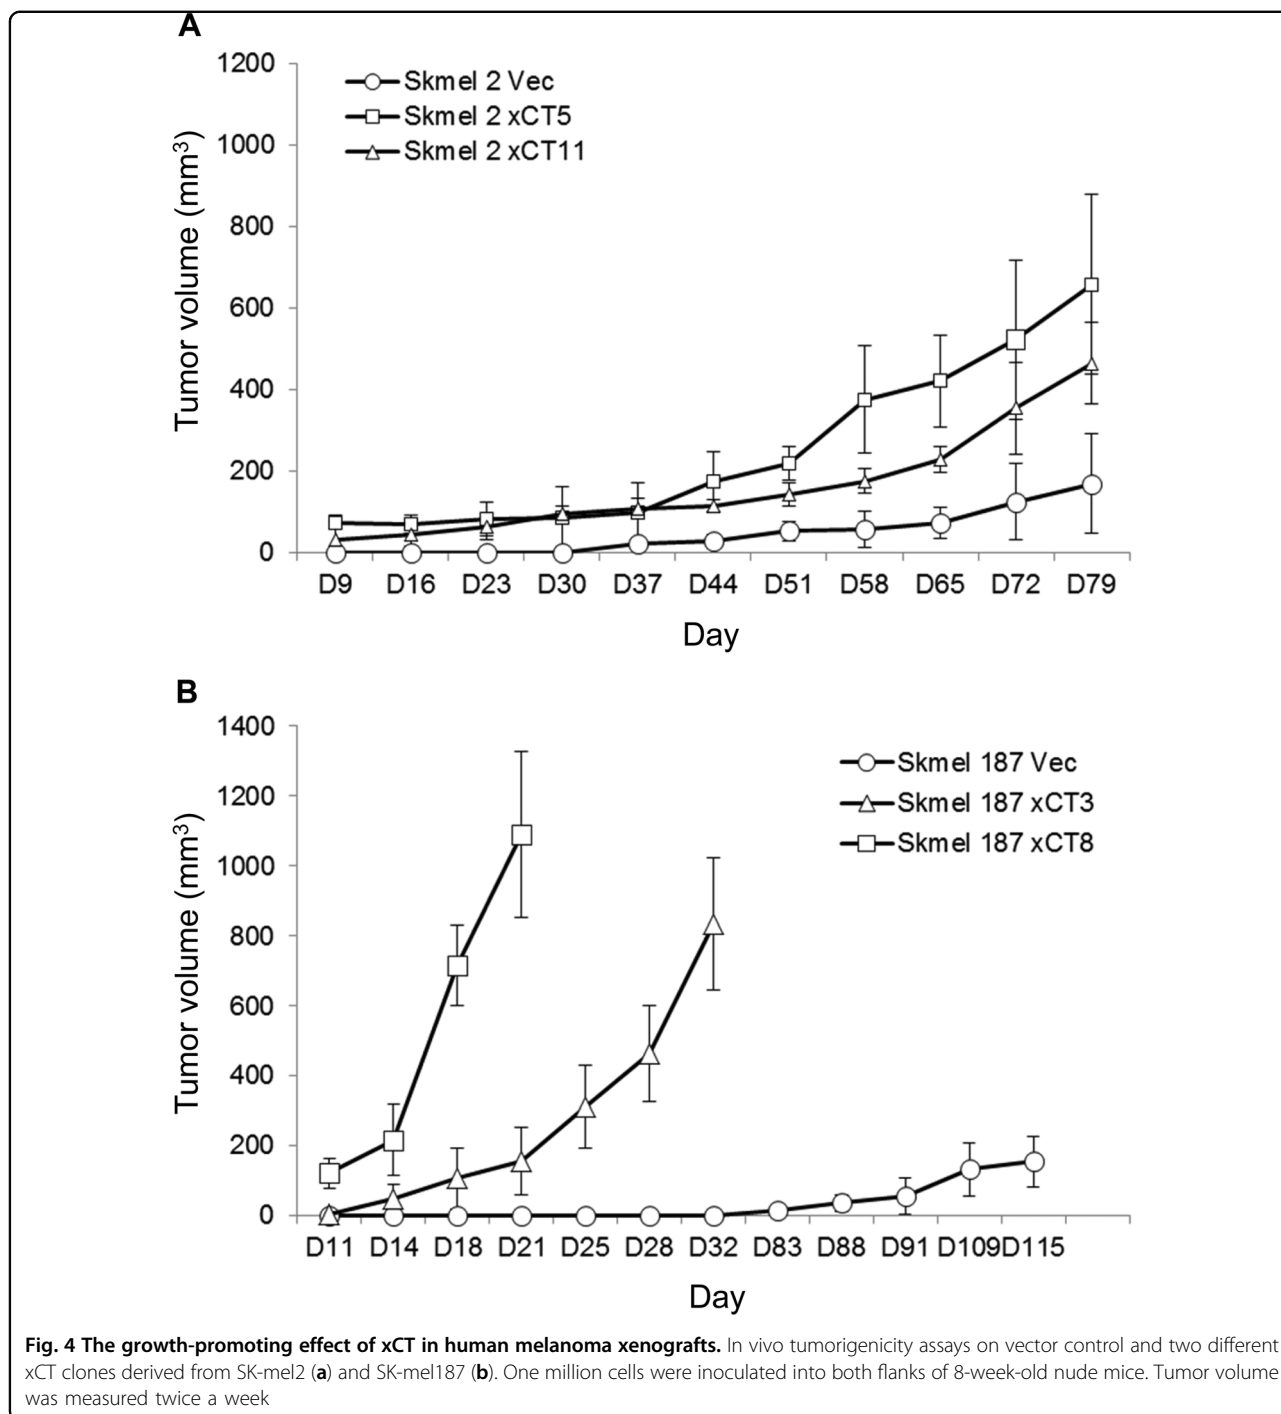 A
1200
1000
800
600
400
200
0
Tumor volume (mm³)
Skmel 2 Vec
Skmel 2 xCT5
Skmel 2 xCT11
D9 D16 D23 D30 D37 D44 D51 D58 D65 D72 D79
Day
B
1400
1200
1000
800
600
400
200
0
Tumor volume (mm³)
Skmel 187 Vec
Skmel 187 xCT3
Skmel 187 xCT8
D11 D14 D18 D21 D25 D28 D32 D83 D88 D91 D109 D115
Day
Fig. 4 The growth-promoting effect of xCT in human melanoma xenografts. In vivo tumorigenicity assays on vector control and two different
xCT clones derived from SK-mel2 (a) and SK-mel187 (b). One million cells were inoculated into both flanks of 8-week-old nude mice. Tumor volume
was measured twice a week